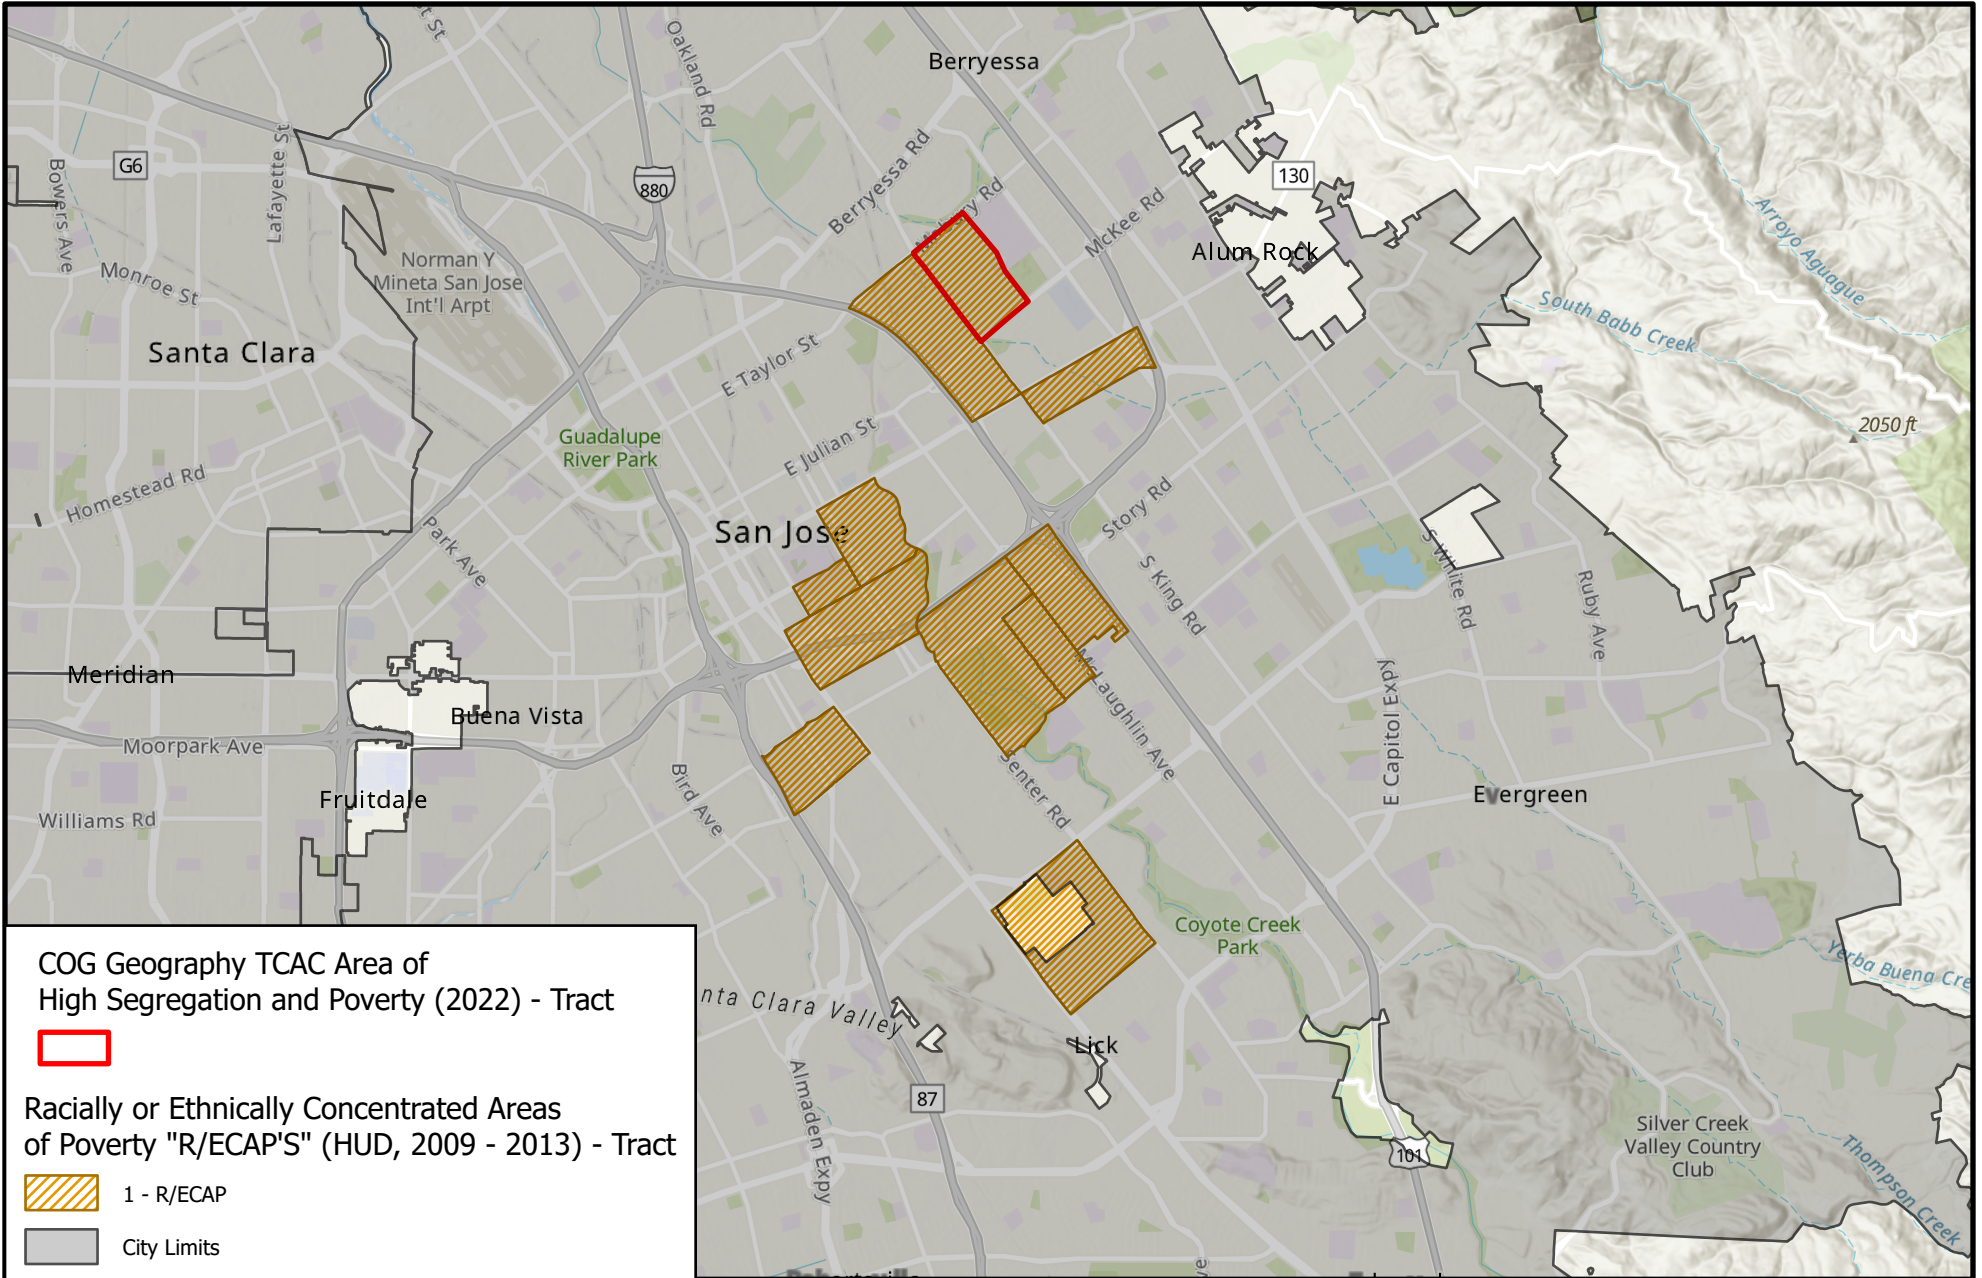 Berryessa
Oakland Rd
Berryessa Rd
McKee Rd
130
Alum Rock
880
G6
Bowers Ave
Lafayette St
Monroe St
Norman Y
Mineta San Jose
Int'l Arpt
Santa Clara
Arroyo Aguague
South Babb Creek
2050 ft
E Taylor St
E Julian St
Guadalupe
River Park
Homestead Rd
Park Ave
San Jose
Story Rd
S King Rd
S White Rd
Ruby Ave
Meridian
Buena Vista
Moorpark Ave
Fruitdale
Williams Rd
Bird Ave
McLaughlin Ave
Senter Rd
E Capitol Expy
Evergreen
Coyote Creek
Park
Yerba Buena Cre
nta Clara Valley
Lick
87
Almaden Expy
101
Silver Creek
Valley Country
Club
Thompson Creek
COG Geography TCAC Area of
High Segregation and Poverty (2022) - Tract
Racially or Ethnically Concentrated Areas
of Poverty "R/ECAP'S" (HUD, 2009 - 2013) - Tract
1 - R/ECAP
City Limits